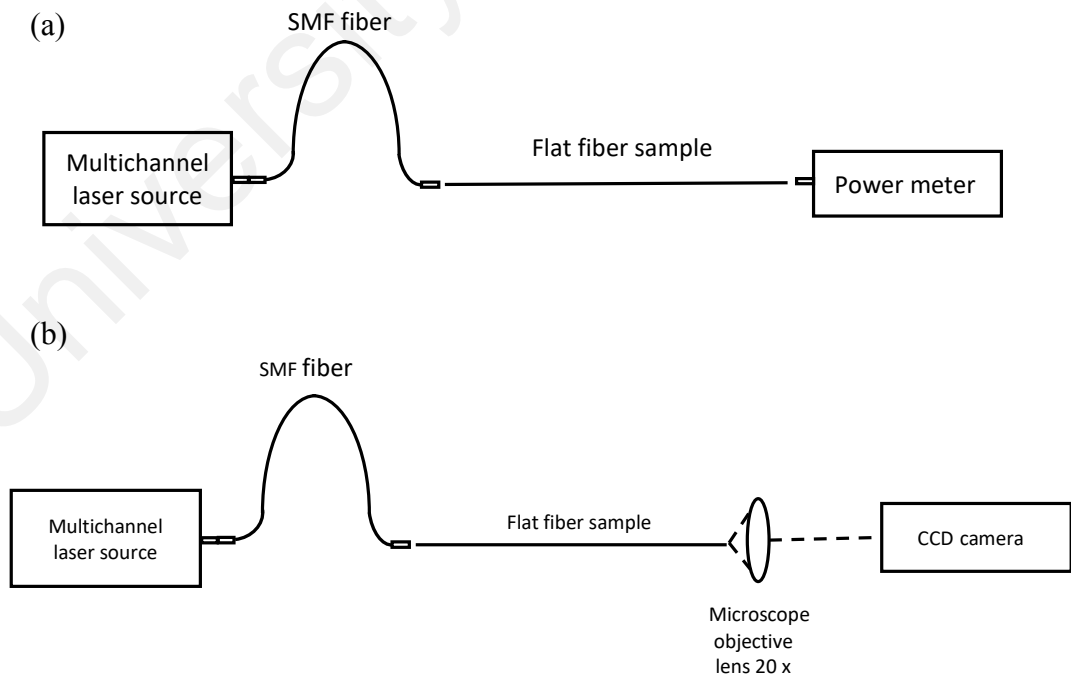 (a)
SMF fiber
Multichannel
laser source
Flat fiber sample
Power meter
(b)
SMF fiber
Multichannel
laser source
Flat fiber sample
CCD camera
Microscope
objective
lens 20 x
University